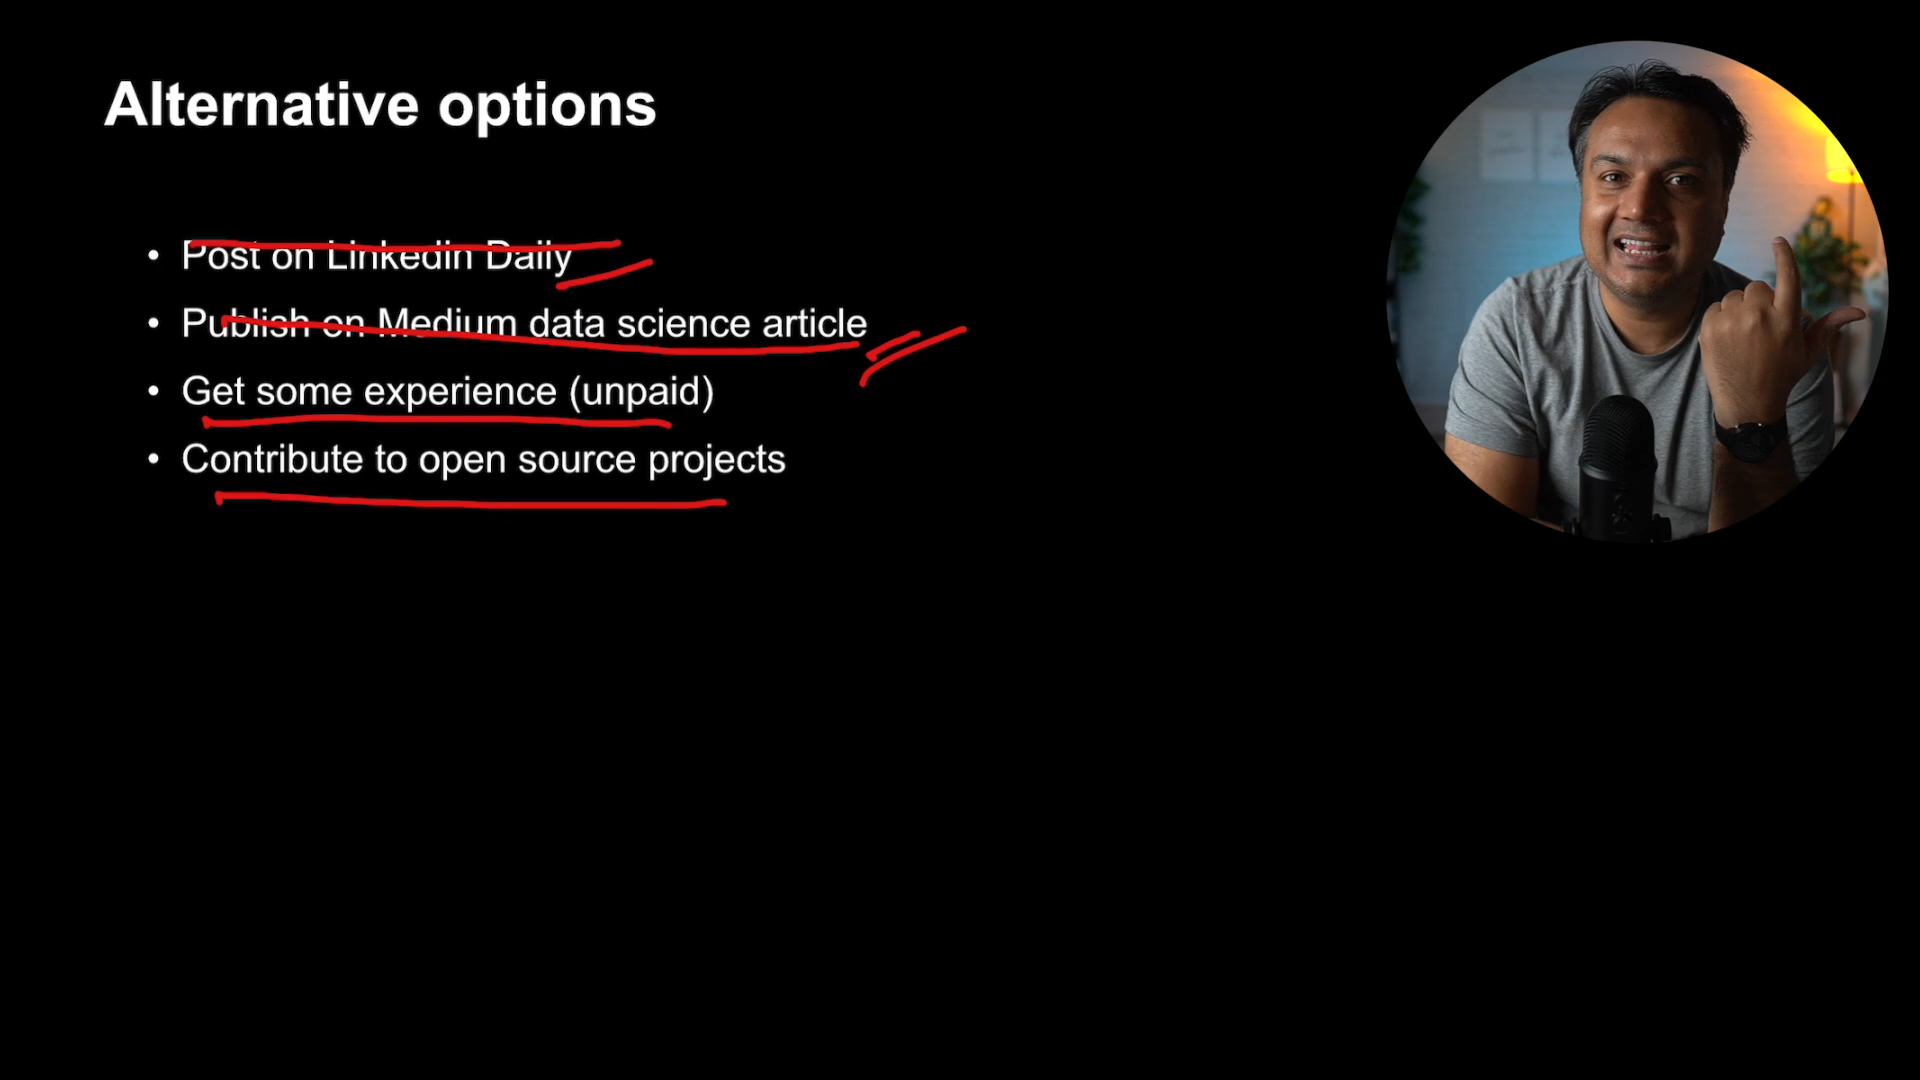 Alternative options
• Post on Linkedin Daily
• Publish on Medium data science article
• Get some experience (unpaid)
• Contribute to open source projects